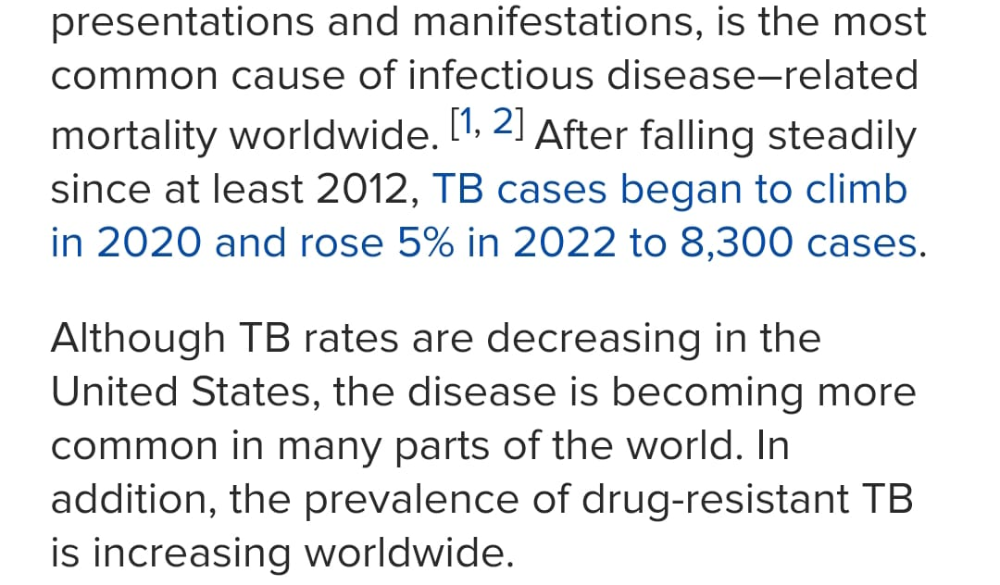 presentations and manifestations, is the most
common cause of infectious disease–related
mortality worldwide. [1, 2] After falling steadily
since at least 2012, TB cases began to climb
in 2020 and rose 5% in 2022 to 8,300 cases.
Although TB rates are decreasing in the
United States, the disease is becoming more
common in many parts of the world. In
addition, the prevalence of drug-resistant TB
is increasing worldwide.